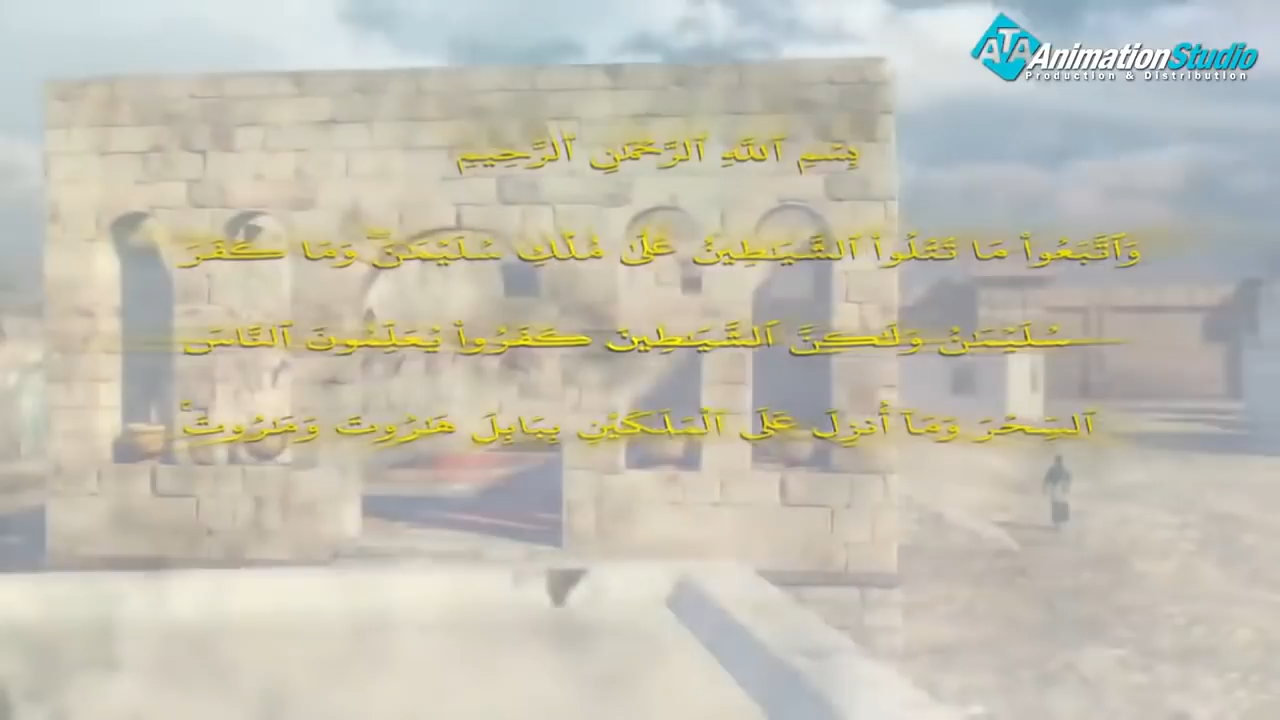 ATA AnimationStudio
Production & Distribution
بِسْمِ ٱللَّهِ ٱلرَّحْمَٰنِ ٱلرَّحِيمِ
وَٱتَّبَعُوا۟ مَا تَتْلُوا۟ ٱلشَّيَٰطِينُ عَلَىٰ مُلْكِ سُلَيْمَٰنَ ۖ وَمَا كَفَرَ
سُلَيْمَٰنُ وَلَٰكِنَّ ٱلشَّيَٰطِينَ كَفَرُوا۟ يُعَلِّمُونَ ٱلنَّاسَ
ٱلسِّحْرَ وَمَآ أُنزِلَ عَلَى ٱلْمَلَكَيْنِ بِبَابِلَ هَٰرُوتَ وَمَٰرُوتَ ۚ